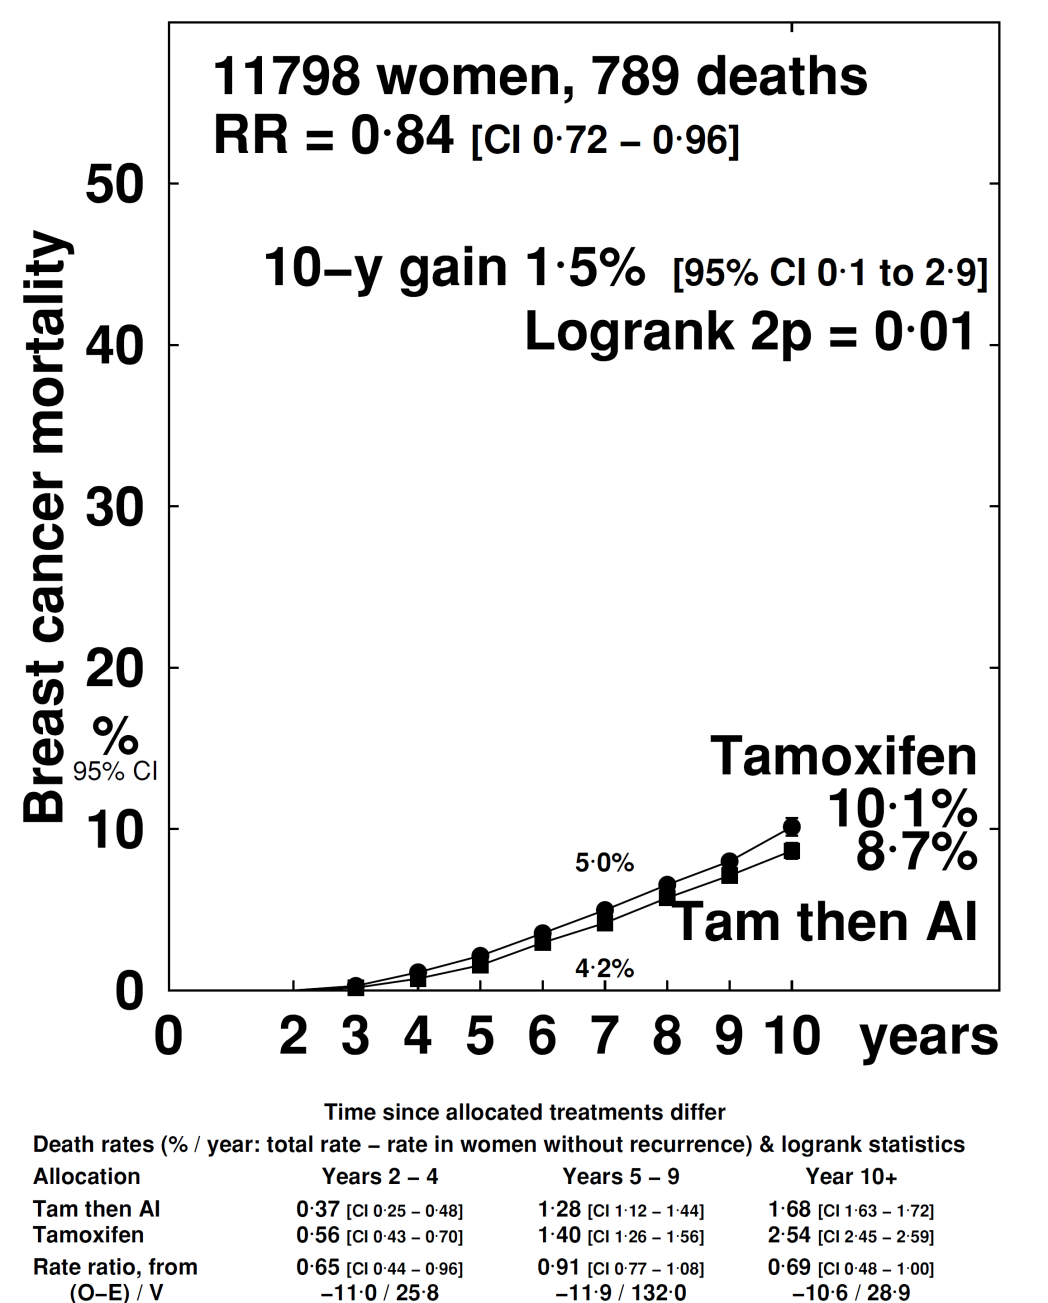 11798 women, 789 deaths
RR = 0·84 [CI 0·72 – 0·96]
10–y gain 1·5% [95% CI 0·1 to 2·9]
Logrank 2p = 0·01
Breast cancer mortality
50
40
30
20
%
95% CI
10
0
Tamoxifen
10·1%
8·7%
5·0%
Tam then AI
4·2%
0 2 3 4 5 6 7 8 9 10 years
Time since allocated treatments differ
Death rates (% / year: total rate – rate in women without recurrence) & logrank statistics
Allocation Years 2 – 4 Years 5 – 9 Year 10+
Tam then AI 0·37 [CI 0·25 – 0·48] 1·28 [CI 1·12 – 1·44] 1·68 [CI 1·63 – 1·72]
Tamoxifen 0·56 [CI 0·43 – 0·70] 1·40 [CI 1·26 – 1·56] 2·54 [CI 2·45 – 2·59]
Rate ratio, from 0·65 [CI 0·44 – 0·96] 0·91 [CI 0·77 – 1·08] 0·69 [CI 0·48 – 1·00]
(O–E) / V –11·0 / 25·8 –11·9 / 132·0 –10·6 / 28·9